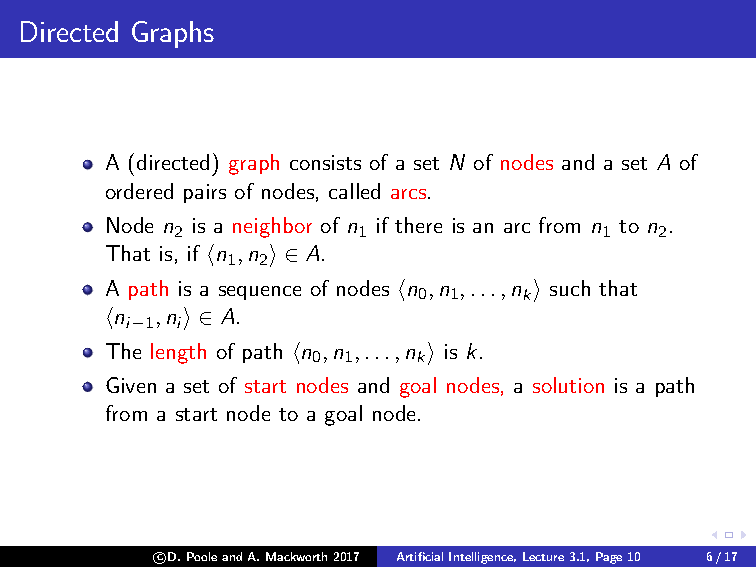 Directed Graphs
A (directed) graph consists of a set N of nodes and a set A of
ordered pairs of nodes, called arcs.
Node n₂ is a neighbor of n₁ if there is an arc from n₁ to n₂.
That is, if ⟨n₁, n₂⟩ ∈ A.
A path is a sequence of nodes ⟨n₀, n₁, . . . , nₖ⟩ such that
⟨nᵢ₋₁, nᵢ⟩ ∈ A.
The length of path ⟨n₀, n₁, . . . , nₖ⟩ is k.
Given a set of start nodes and goal nodes, a solution is a path
from a start node to a goal node.
©D. Poole and A. Mackworth 2017 Artificial Intelligence, Lecture 3.1, Page 10 6 / 17